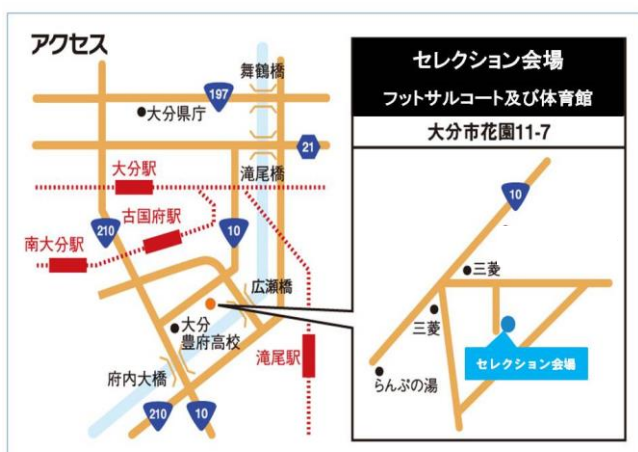 アクセス
舞鶴橋
197
大分県庁
21
大分駅
滝尾橋
古国府駅
210
10
南大分駅
広瀬橋
大分
豊府高校
滝尾駅
府内大橋
210
10
セレクション会場
フットサルコート及び体育館
大分市花園11-7
10
三菱
三菱
セレクション会場
らんぷの湯